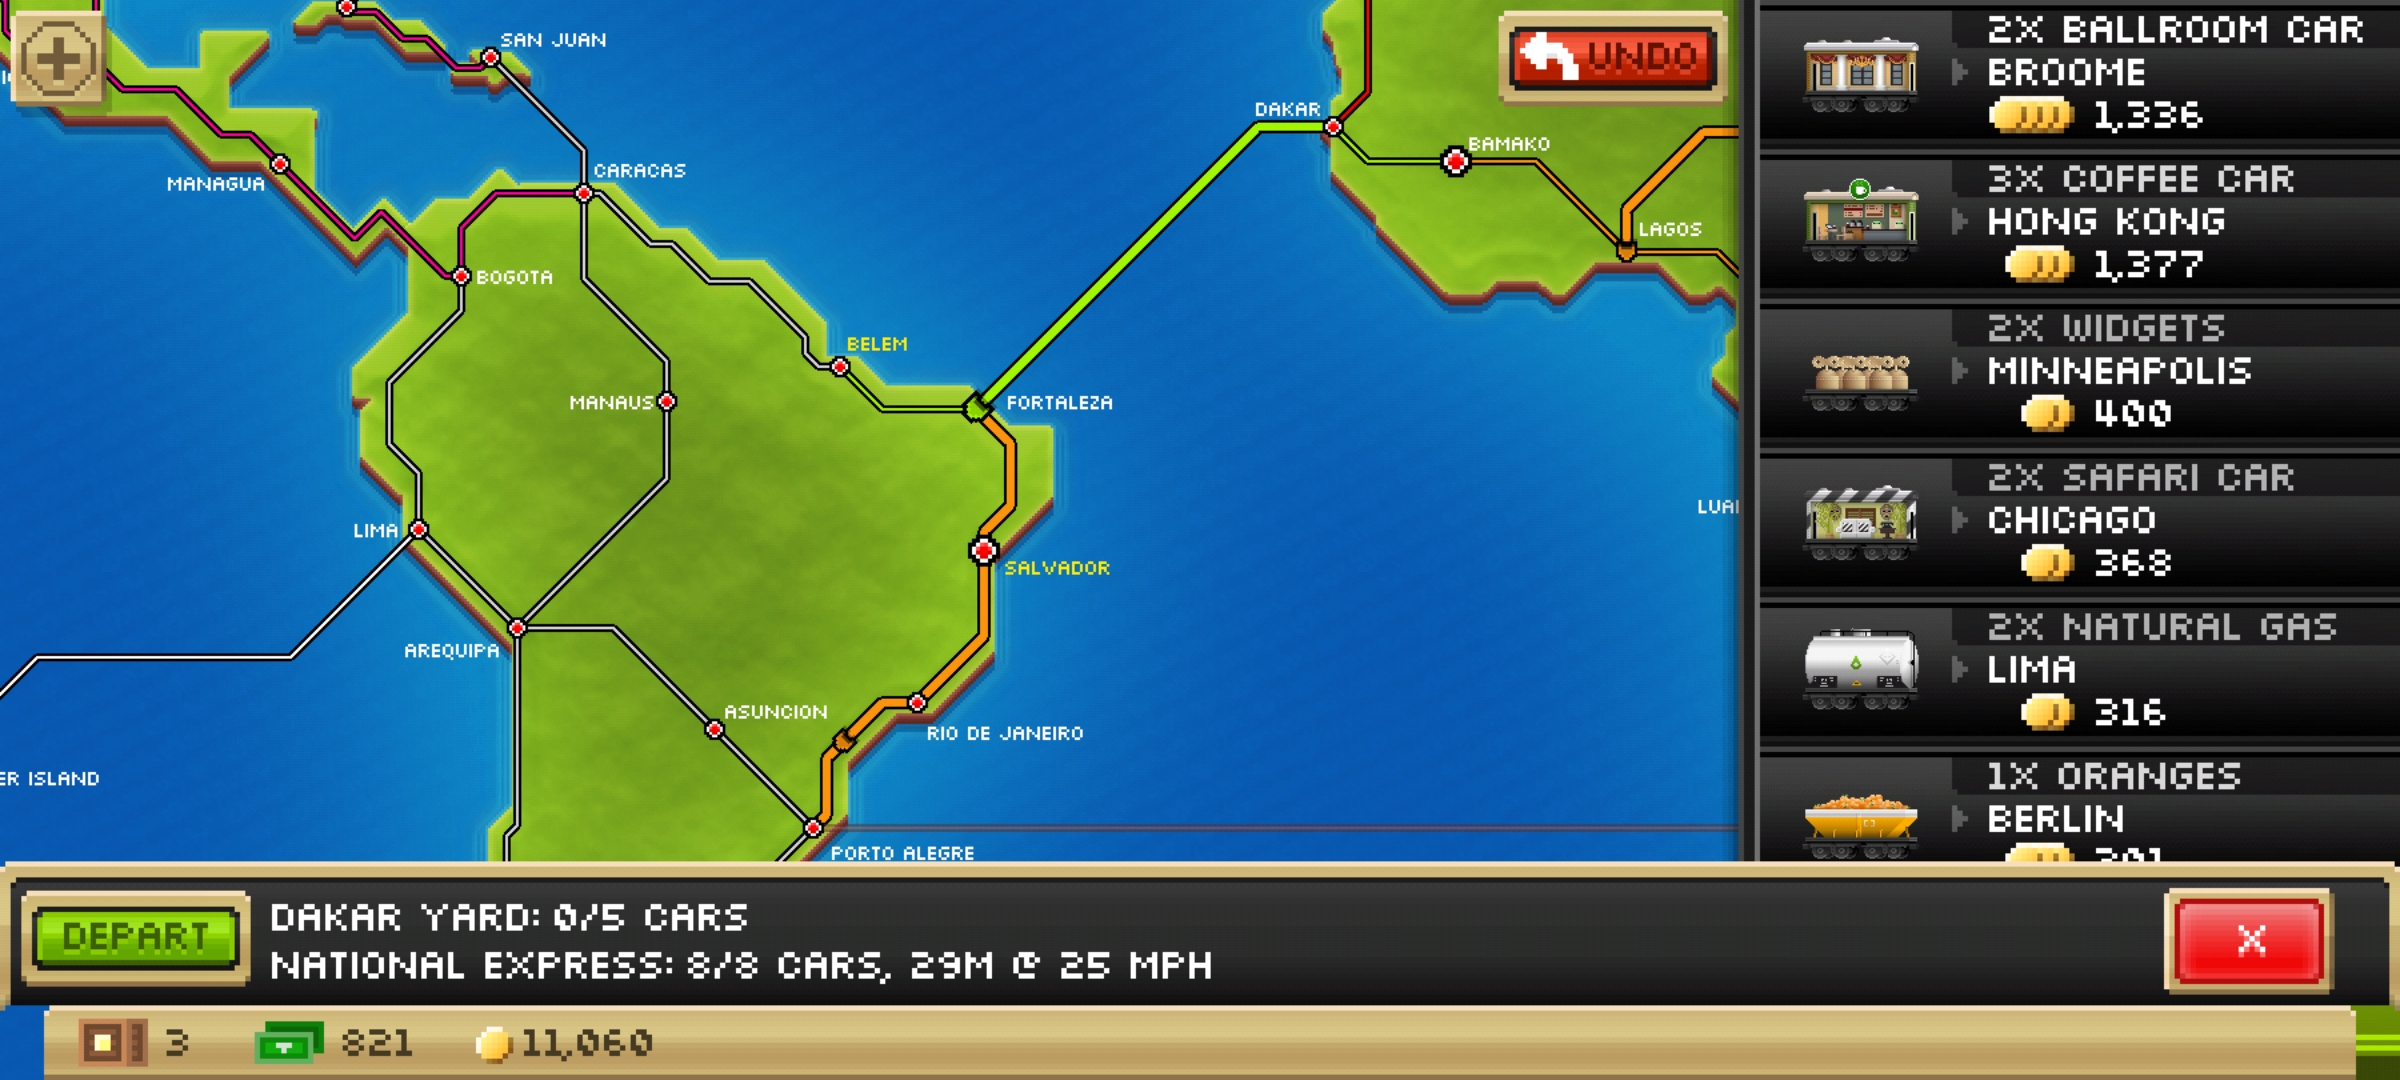 SAN JUAN
UNDO
DAKAR
BAMAKO
CARACAS
MANAGUA
LAGOS
BOGOTA
BELEM
MANAUS
FORTALEZA
LIMA
LUA
SALVADOR
AREQUIPA
ASUNCION
RIO DE JANEIRO
ER ISLAND
PORTO ALEGRE
2X BALLROOM CAR
BROOME
1,336
3X COFFEE CAR
HONG KONG
1,377
2X WIDGETS
MINNEAPOLIS
400
2X SAFARI CAR
CHICAGO
368
2X NATURAL GAS
LIMA
316
1X ORANGES
BERLIN
DEPART
DAKAR YARD: 0/5 CARS
NATIONAL EXPRESS: 8/8 CARS, 29M @ 25 MPH
X
3
821
11,060